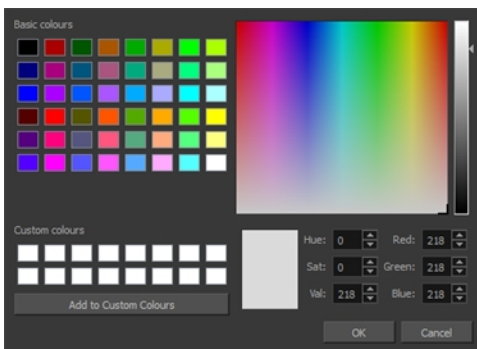 Basic colours
Custom colours
Add to Custom Colours
Hue: 0 Red: 218
Sat: 0 Green: 218
Val: 218 Blue: 218
OK Cancel